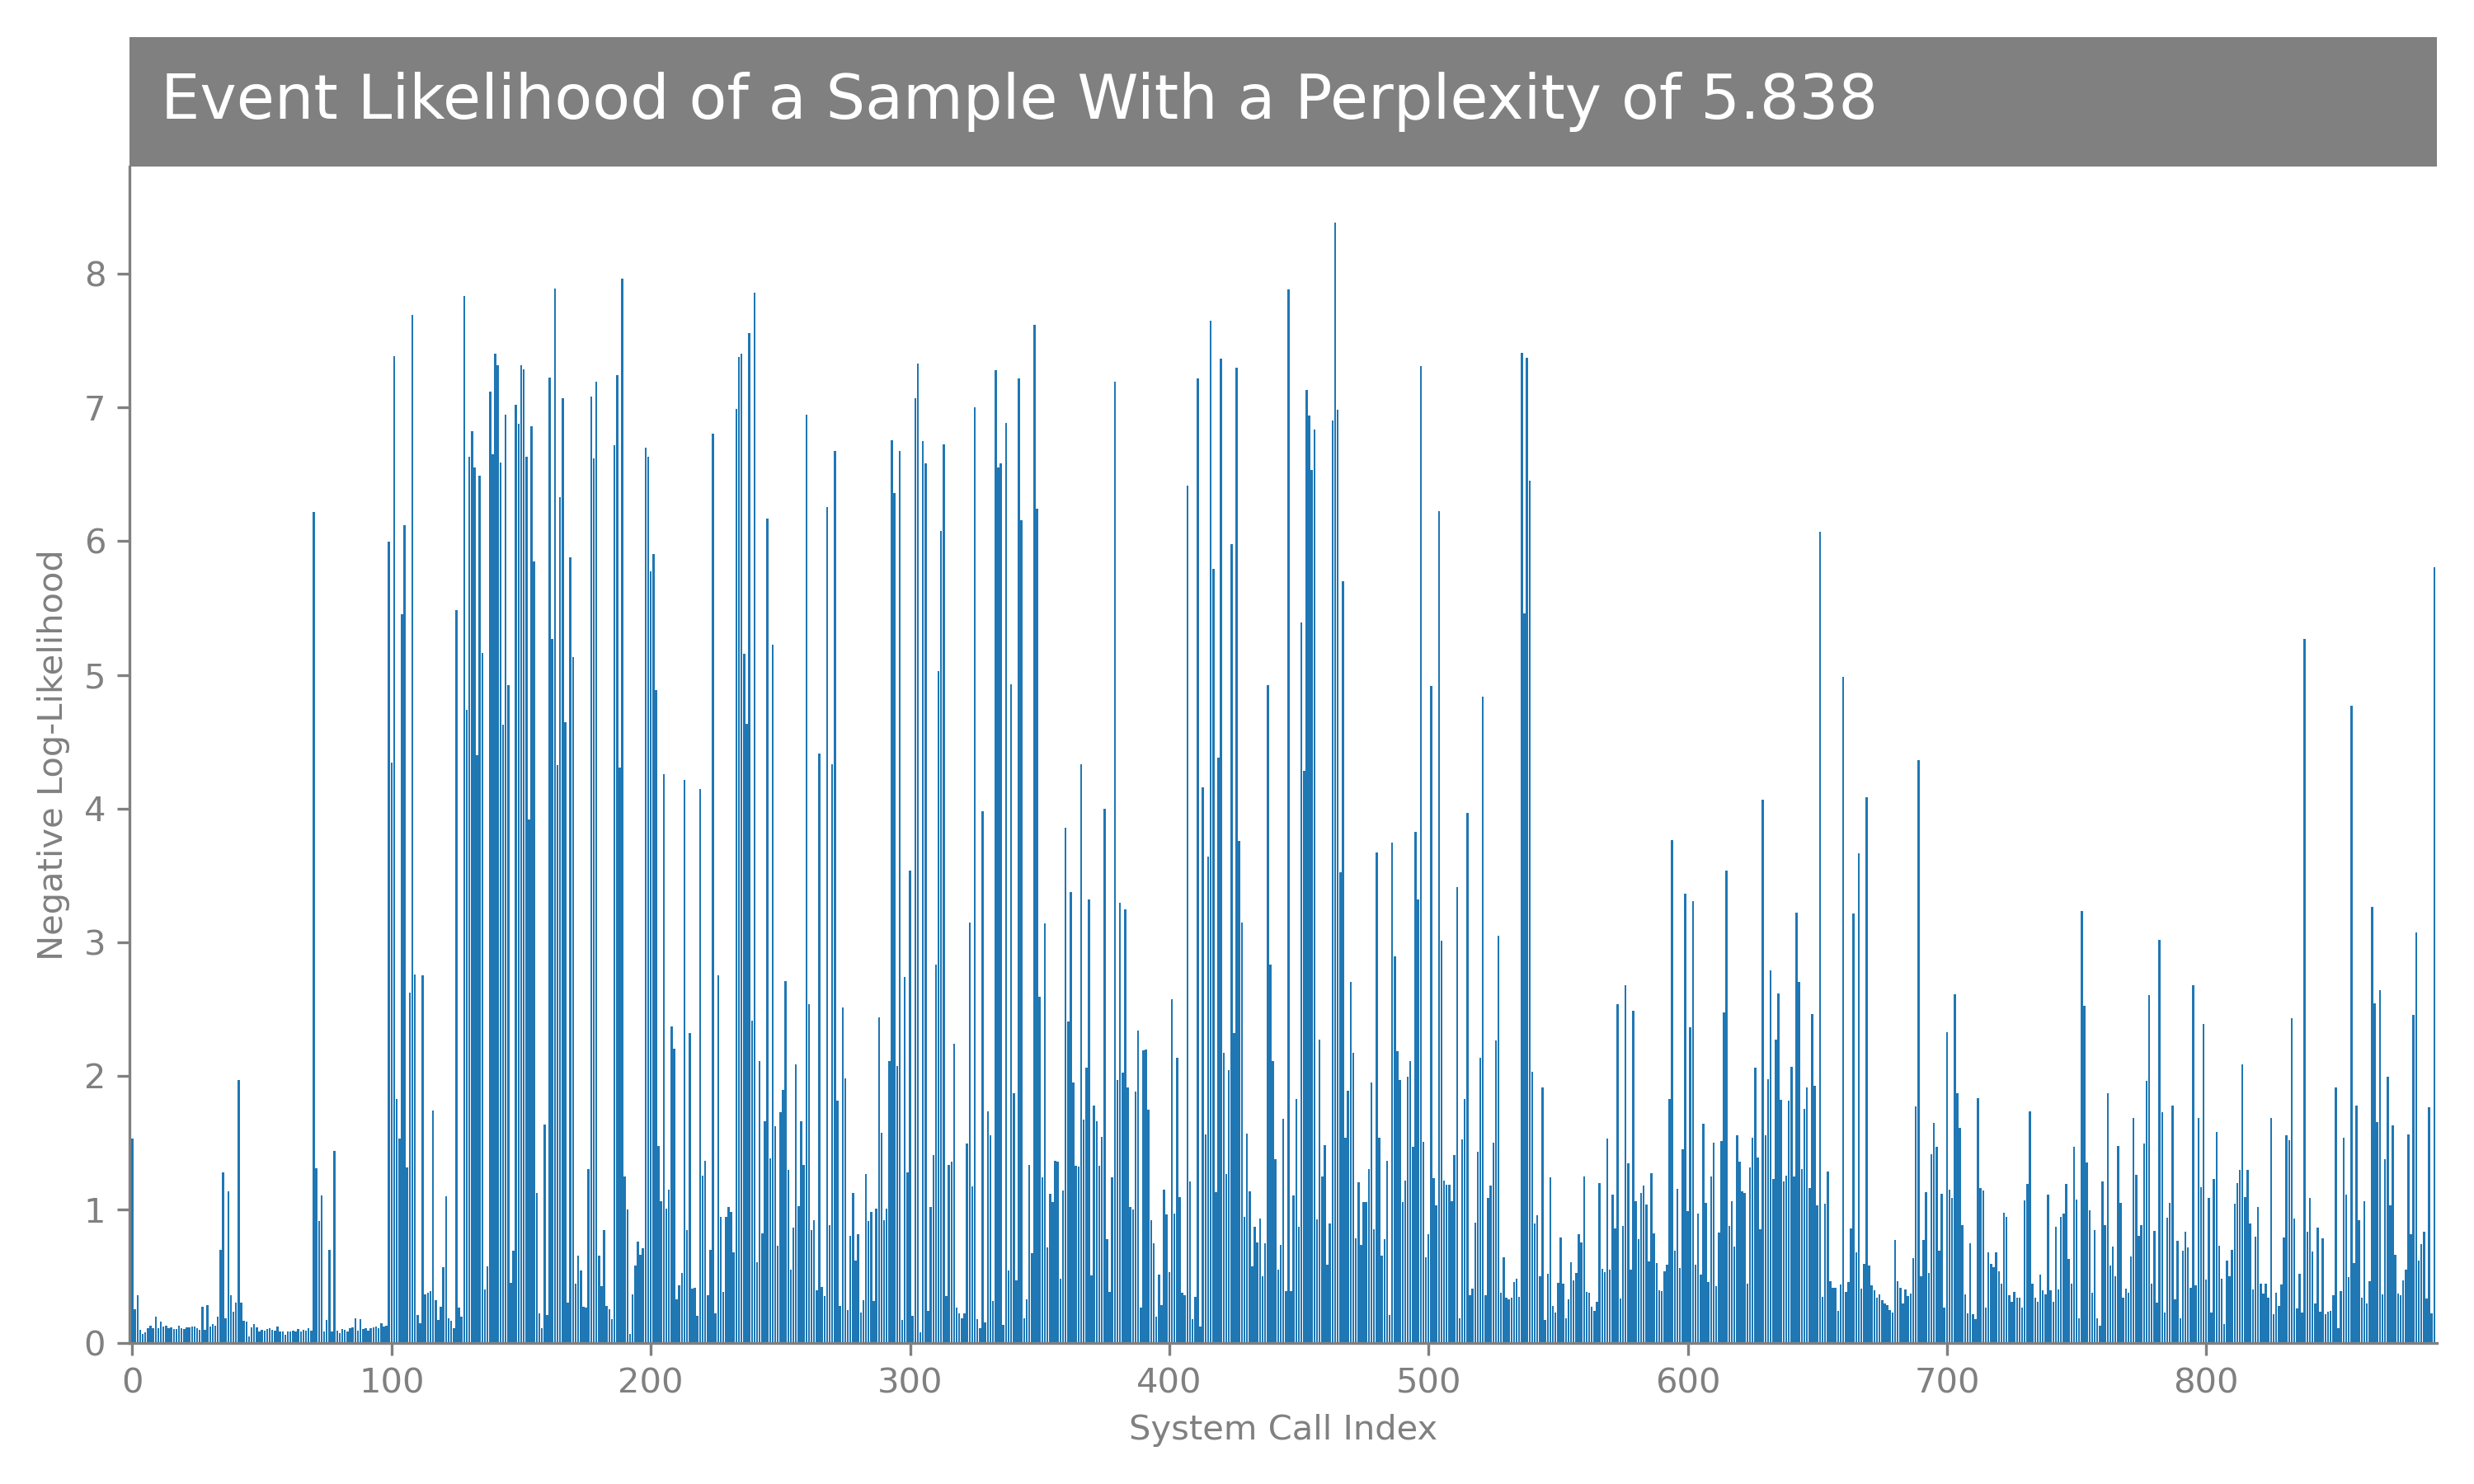 Event Likelihood of a Sample With a Perplexity of 5.838
8
7
6
5
4
3
2
1
0
Negative Log-Likelihood
0 100 200 300 400 500 600 700 800
System Call Index